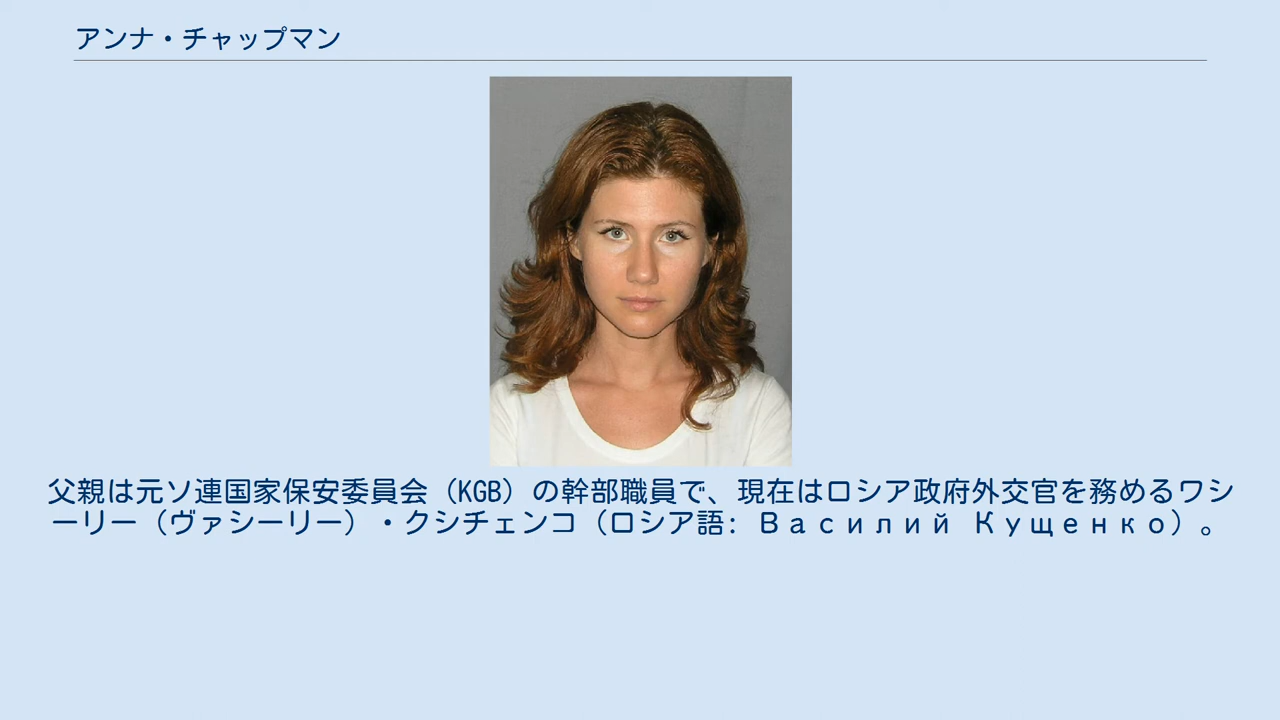 アンナ・チャップマン
父親は元ソ連国家保安委員会（KGB）の幹部職員で、現在はロシア政府外交官を務めるワシ
ーリー（ヴァシーリー）・クシチェンコ（ロシア語: Василий Кущенко）。